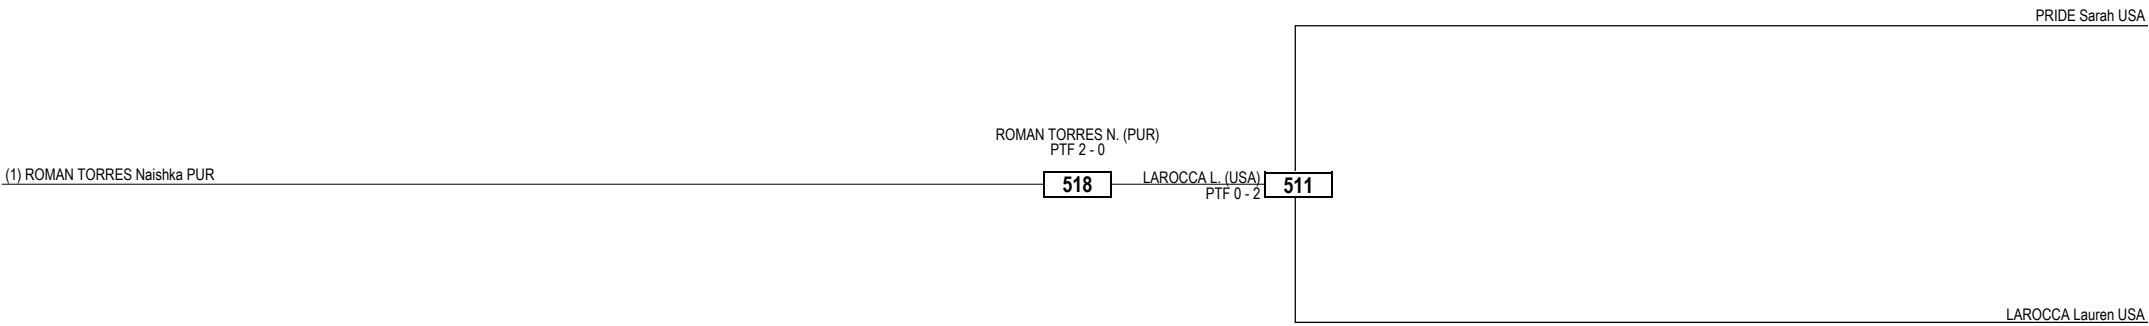 PRIDE Sarah USA
ROMAN TORRES N. (PUR)
PTF 2 - 0
(1) ROMAN TORRES Naishka PUR
518
LAROCCA L. (USA)
PTF 0 - 2
511
LAROCCA Lauren USA